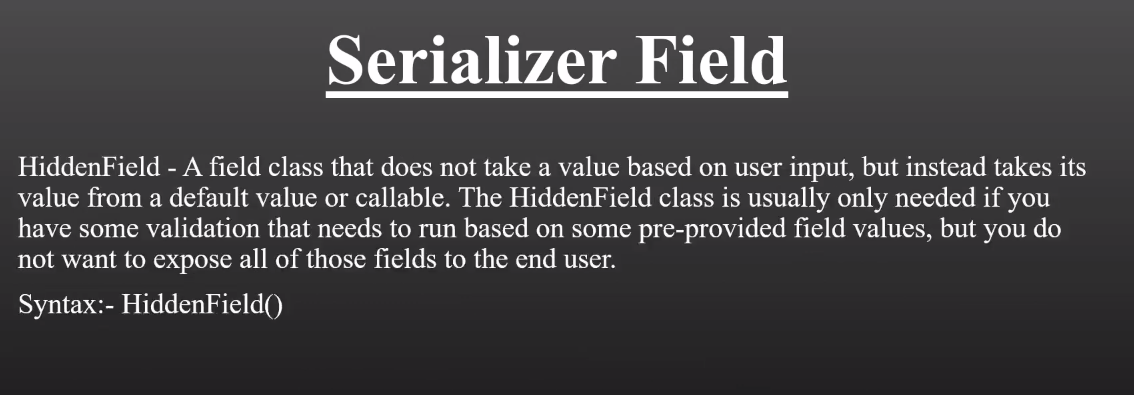 Serializer Field
HiddenField - A field class that does not take a value based on user input, but instead takes its
value from a default value or callable. The HiddenField class is usually only needed if you
have some validation that needs to run based on some pre-provided field values, but you do
not want to expose all of those fields to the end user.
Syntax:- HiddenField()